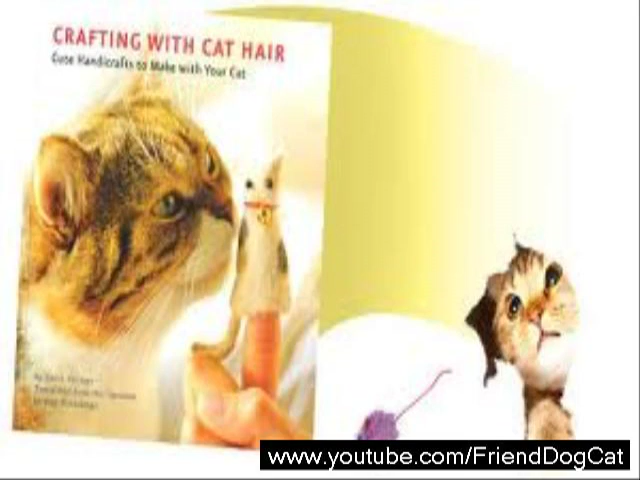 CRAFTING WITH CAT HAIR
Cute Handicrafts to Make with Your Cat
www.youtube.com/FriendDogCat